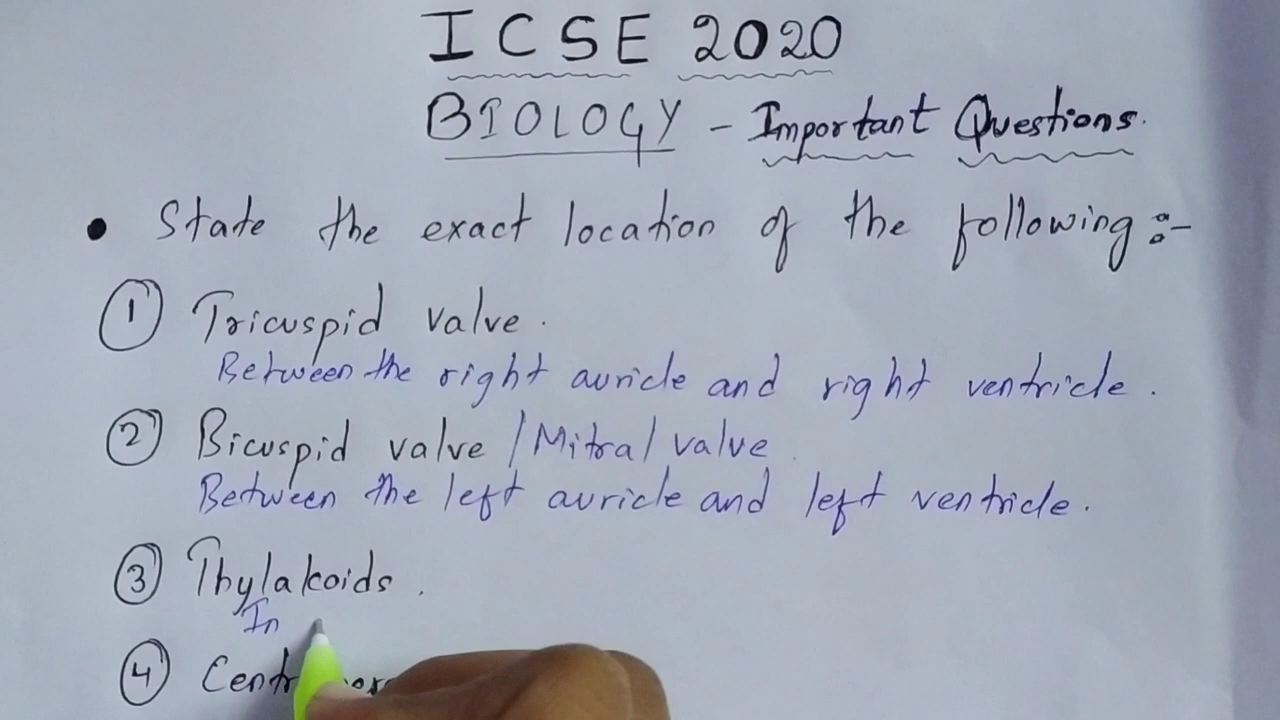 ICSE 2020
BIOLOGY - Important Questions.
• State the exact location of the following :-
① Tricuspid valve.
Between the right auricle and right ventricle.
② Bicuspid valve / Mitral valve
Between the left auricle and left ventricle.
③ Thylakoids.
In
④